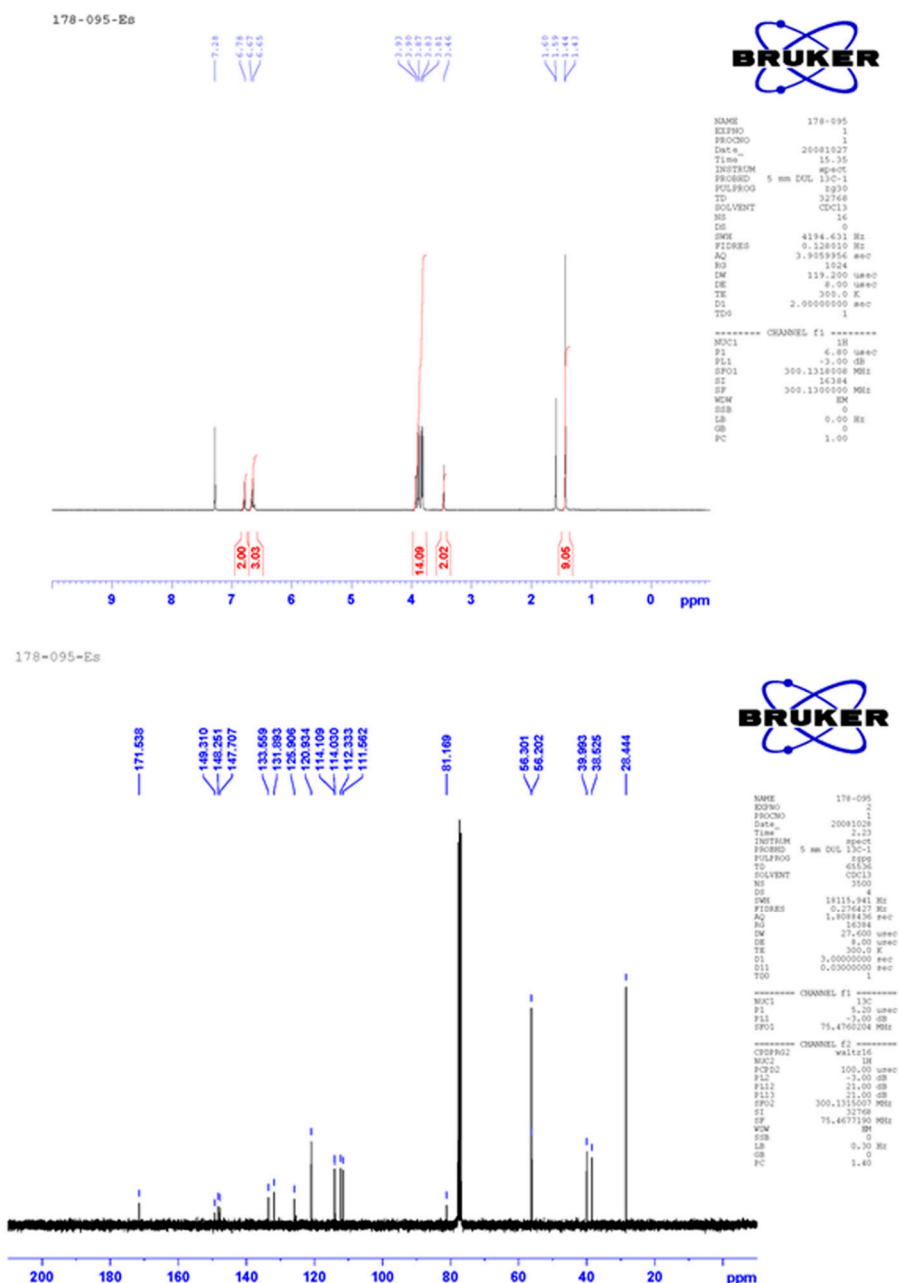 178-095-Es
7.28
6.78
6.67
6.65
3.93
3.90
3.87
3.83
3.81
3.46
1.60
1.59
1.44
1.43
BRUKER
NAME 178-095
EXPNO 1
PROCNO 1
Date_ 20081027
Time 15.35
INSTRUM spect
PROBHD 5 mm DUL 13C-1
PULPROG zg30
TD 32768
SOLVENT CDCl3
NS 16
DS 0
SWH 4194.631 Hz
FIDRES 0.128010 Hz
AQ 3.9059956 sec
RG 1024
DW 119.200 usec
DE 8.00 usec
TE 300.0 K
D1 2.00000000 sec
TD0 1
======== CHANNEL f1 ========
NUC1 1H
P1 6.80 usec
PL1 -3.00 dB
SFO1 300.1318008 MHz
SI 16384
SF 300.1300000 MHz
WDW EM
SSB 0
LB 0.00 Hz
GB 0
PC 1.00
2.00
3.03
14.09
2.02
9.05
9 8 7 6 5 4 3 2 1 0 ppm
178-095-Es
171.538
149.310
148.251
147.707
133.559
131.893
125.906
120.934
114.109
114.030
112.333
111.562
81.169
56.301
56.202
39.993
38.525
28.444
BRUKER
NAME 178-095
EXPNO 2
PROCNO 1
Date_ 20081028
Time 2.23
INSTRUM spect
PROBHD 5 mm DUL 13C-1
PULPROG zgpg
TD 65536
SOLVENT CDCl3
NS 3500
DS 4
SWH 18115.941 Hz
FIDRES 0.276427 Hz
AQ 1.8088436 sec
RG 16384
DW 27.600 usec
DE 8.00 usec
TE 300.0 K
D1 3.00000000 sec
D11 0.03000000 sec
TD0 1
======== CHANNEL f1 ========
NUC1 13C
P1 5.20 usec
PL1 -3.00 dB
SFO1 75.4760204 MHz
======== CHANNEL f2 ========
CPDPRG2 waltz16
NUC2 1H
PCPD2 100.00 usec
PL2 -3.00 dB
PL12 21.00 dB
PL13 21.00 dB
SFO2 300.1315007 MHz
SI 32768
SF 75.4677190 MHz
WDW EM
SSB 0
LB 0.30 Hz
GB 0
PC 1.40
200 180 160 140 120 100 80 60 40 20 ppm